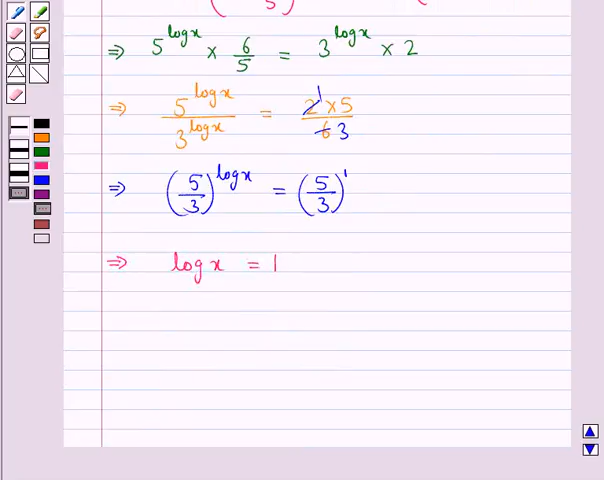 ⇒ 5^{log x} × 6/5 = 3^{log x} × 2
⇒ 5^{log x}/3^{log x} = 2̸^1 × 5/6̸ 3
⇒ (5/3)^{log x} = (5/3)^1
⇒ log x = 1